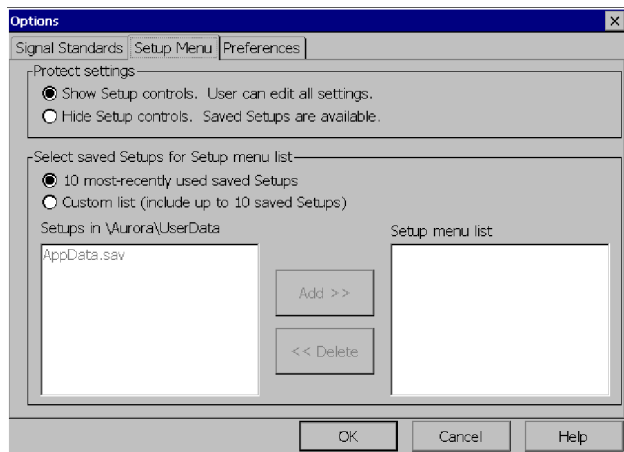 Options
Signal Standards Setup Menu Preferences
Protect settings
Show Setup controls. User can edit all settings.
Hide Setup controls. Saved Setups are available.
Select saved Setups for Setup menu list
10 most-recently used saved Setups
Custom list (include up to 10 saved Setups)
Setups in \Aurora\UserData
Setup menu list
AppData.sav
Add >>
<< Delete
OK Cancel Help